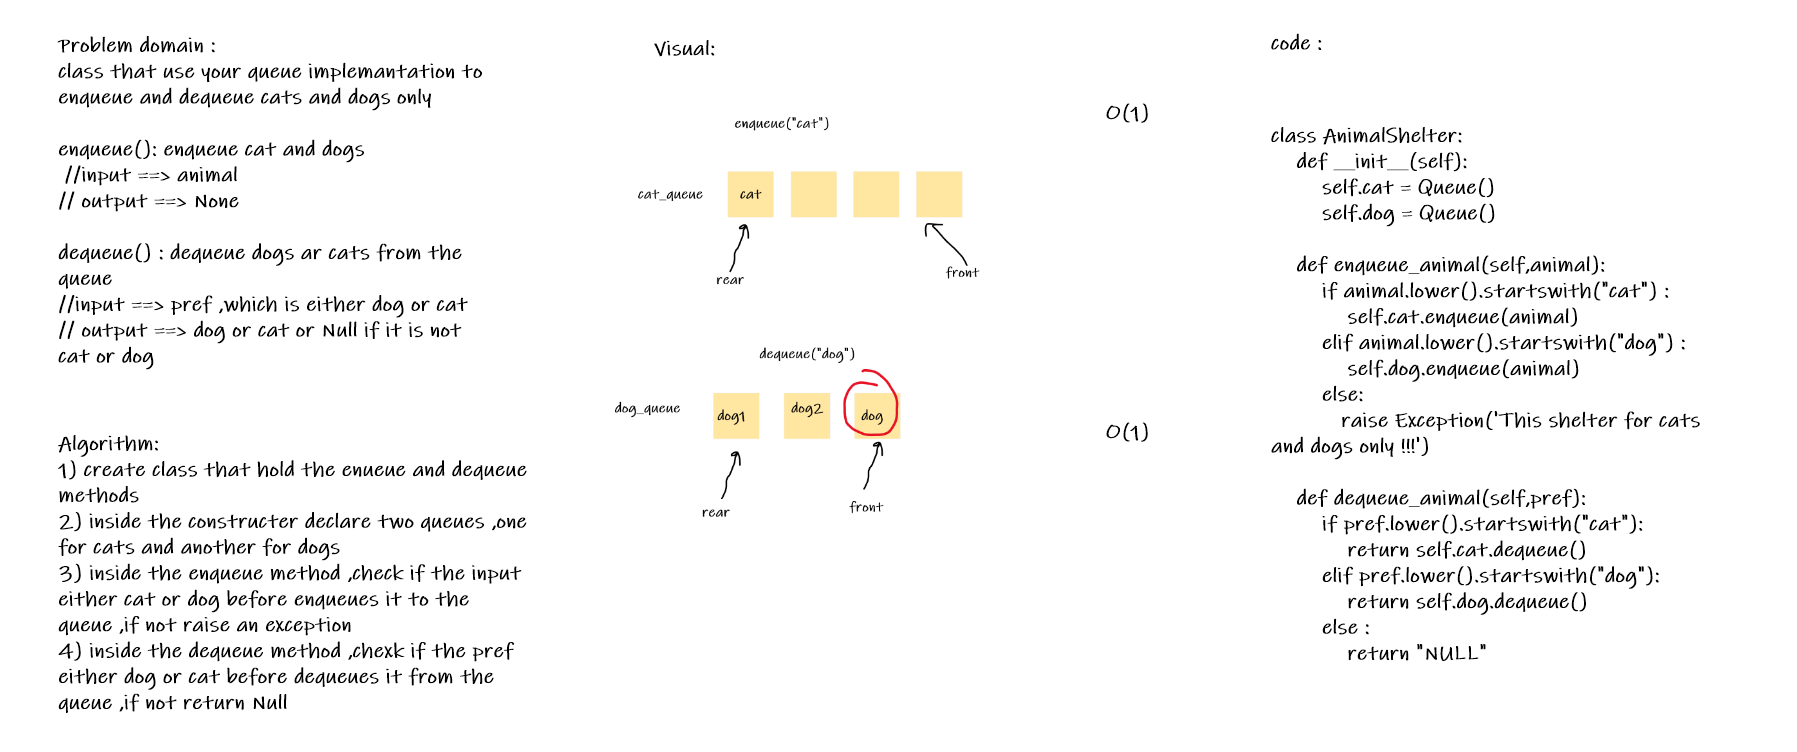 Problem domain :
class that use your queue implemantation to
enqueue and dequeue cats and dogs only
enqueue(): enqueue cat and dogs
//input ==> animal
// output ==> None
dequeue() : dequeue dogs ar cats from the
queue
//input ==> pref ,which is either dog or cat
// output ==> dog or cat or Null if it is not
cat or dog
Algorithm:
1) create class that hold the enueue and dequeue
methods
2) inside the constructer declare two queues ,one
for cats and another for dogs
3) inside the enqueue method ,check if the input
either cat or dog before enqueues it to the
queue ,if not raise an exception
4) inside the dequeue method ,chexk if the pref
either dog or cat before dequeues it from the
queue ,if not return Null
Visual:
enqueue("cat")
O(1)
cat_queue
cat
rear
front
dequeue("dog")
dog_queue
dog1
dog2
dog
O(1)
rear
front
code :
class AnimalShelter:
def __init__(self):
self.cat = Queue()
self.dog = Queue()
def enqueue_animal(self,animal):
if animal.lower().startswith("cat") :
self.cat.enqueue(animal)
elif animal.lower().startswith("dog") :
self.dog.enqueue(animal)
else:
raise Exception('This shelter for cats
and dogs only !!!')
def dequeue_animal(self,pref):
if pref.lower().startswith("cat"):
return self.cat.dequeue()
elif pref.lower().startswith("dog"):
return self.dog.dequeue()
else :
return "NULL"